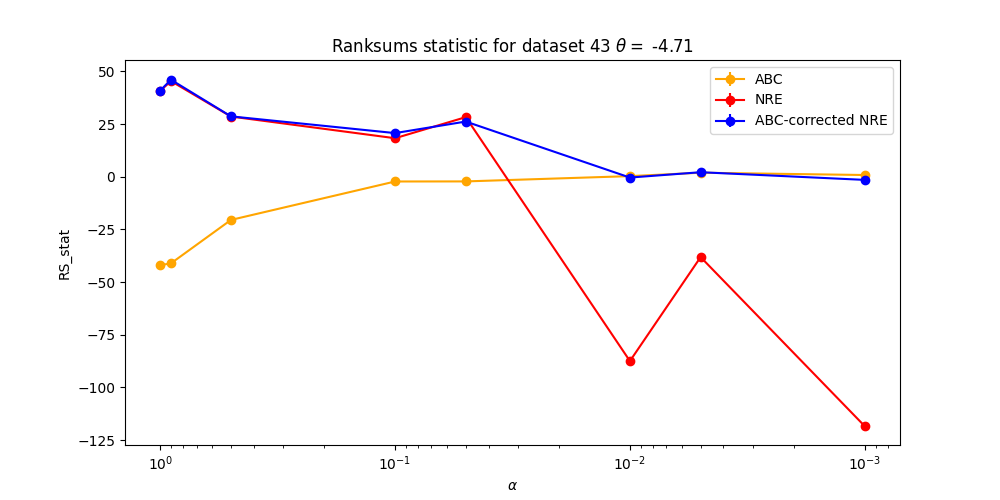 Ranksums statistic for dataset 43 θ = -4.71
ABC
NRE
ABC-corrected NRE
RS_stat
50
25
0
−25
−50
−75
−100
−125
10⁰
10⁻¹
10⁻²
10⁻³
α